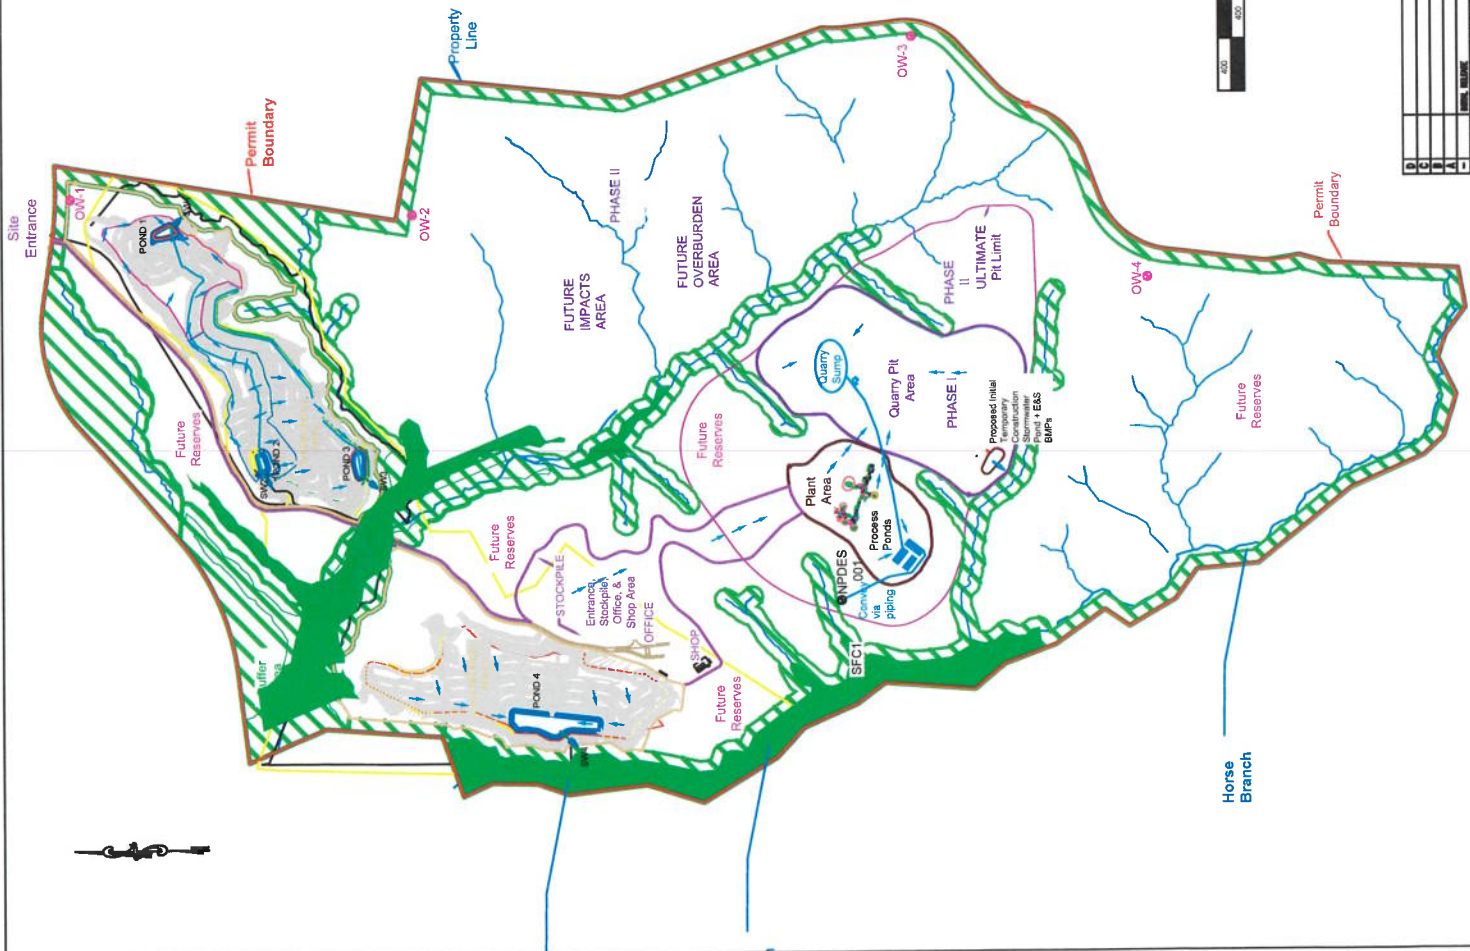 Site
Entrance
OW-1
Permit
Boundary
Property
Line
OW-2
OW-3
POND 1
Future
Reserves
POND 2
POND 3
PHASE II
FUTURE
OVERBURDEN
AREA
FUTURE
IMPACTS
AREA
PHASE
II
ULTIMATE
Pit Limit
OW-4
Permit
Boundary
Quarry
Sump
Quarry Pit
Area
PHASE I
Future
Reserves
Future
Reserves
Proposed Initial
Temporary
Construction
Stormwater
Pond + E&S
BMPs
Plant
Area
Process
Ponds
Future
Reserves
STOCKPILE
Entrance,
Stockpile,
Office, &
Shop Area
OFFICE
SHOP
NPDES
001
Convey
via
piping
SFC1
POND 4
Future
Reserves
Horse
Branch
400
400
D
C
B
A
-